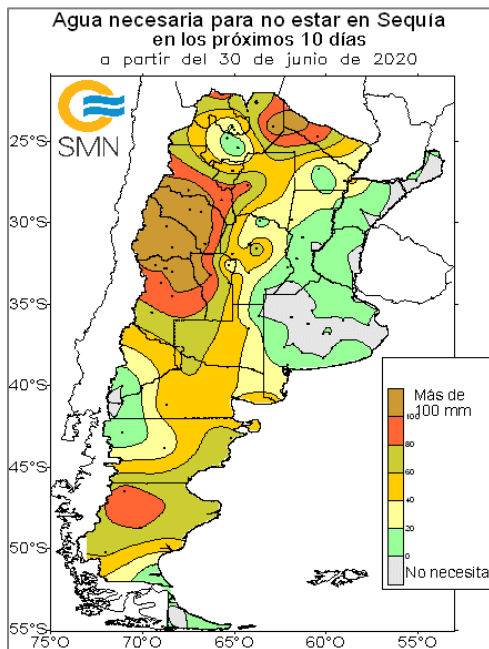 Agua necesaria para no estar en Sequía
en los próximos 10 días
a partir del 30 de junio de 2020
SMN
25°S
30°S
35°S
40°S
45°S
50°S
55°S
75°O
70°O
65°O
60°O
55°O
Más de
100 mm
100
80
60
40
20
0
No necesita